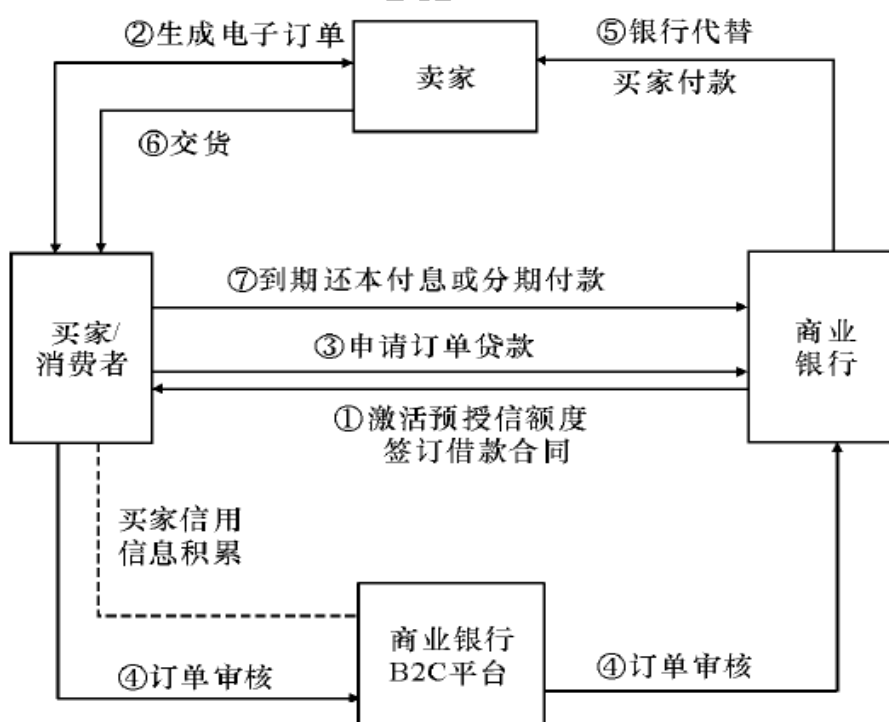 ②生成电子订单
卖家
⑤银行代替
买家付款
⑥交货
⑦到期还本付息或分期付款
买家/
消费者
③申请订单贷款
商业
银行
①激活预授信额度
签订借款合同
买家信用
信息积累
商业银行
B2C平台
④订单审核
④订单审核